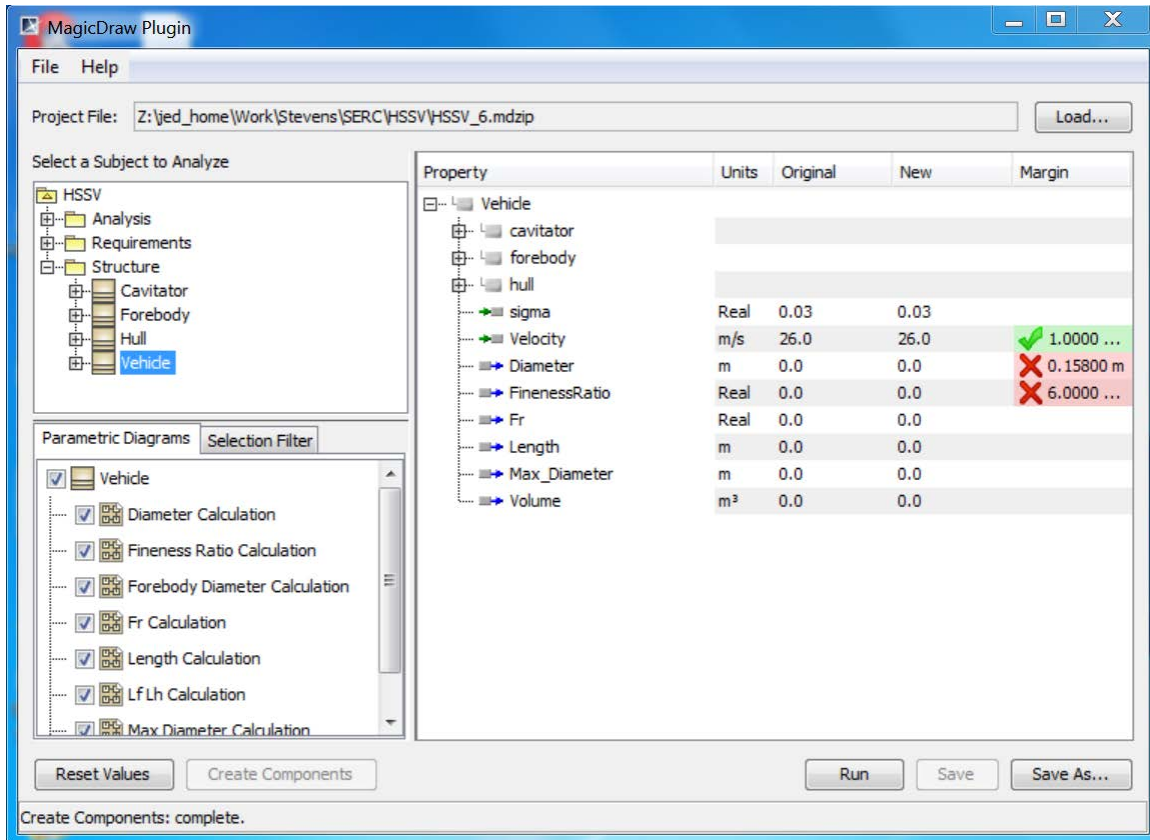 MagicDraw Plugin
File Help
Project File: Z:\jed_home\Work\Stevens\SERC\HSSV\HSSV_6.mdzip Load...
Select a Subject to Analyze
HSSV
Analysis
Requirements
Structure
Cavitator
Forebody
Hull
Vehicle
Parametric Diagrams Selection Filter
Vehicle
Diameter Calculation
Fineness Ratio Calculation
Forebody Diameter Calculation
Fr Calculation
Length Calculation
Lf Lh Calculation
Max Diameter Calculation
Property Units Original New Margin
Vehicle
cavitator
forebody
hull
sigma Real 0.03 0.03
Velocity m/s 26.0 26.0 1.0000 ...
Diameter m 0.0 0.0 0.15800 m
FinenessRatio Real 0.0 0.0 6.0000 ...
Fr Real 0.0 0.0
Length m 0.0 0.0
Max_Diameter m 0.0 0.0
Volume m³ 0.0 0.0
Reset Values Create Components Run Save Save As...
Create Components: complete.